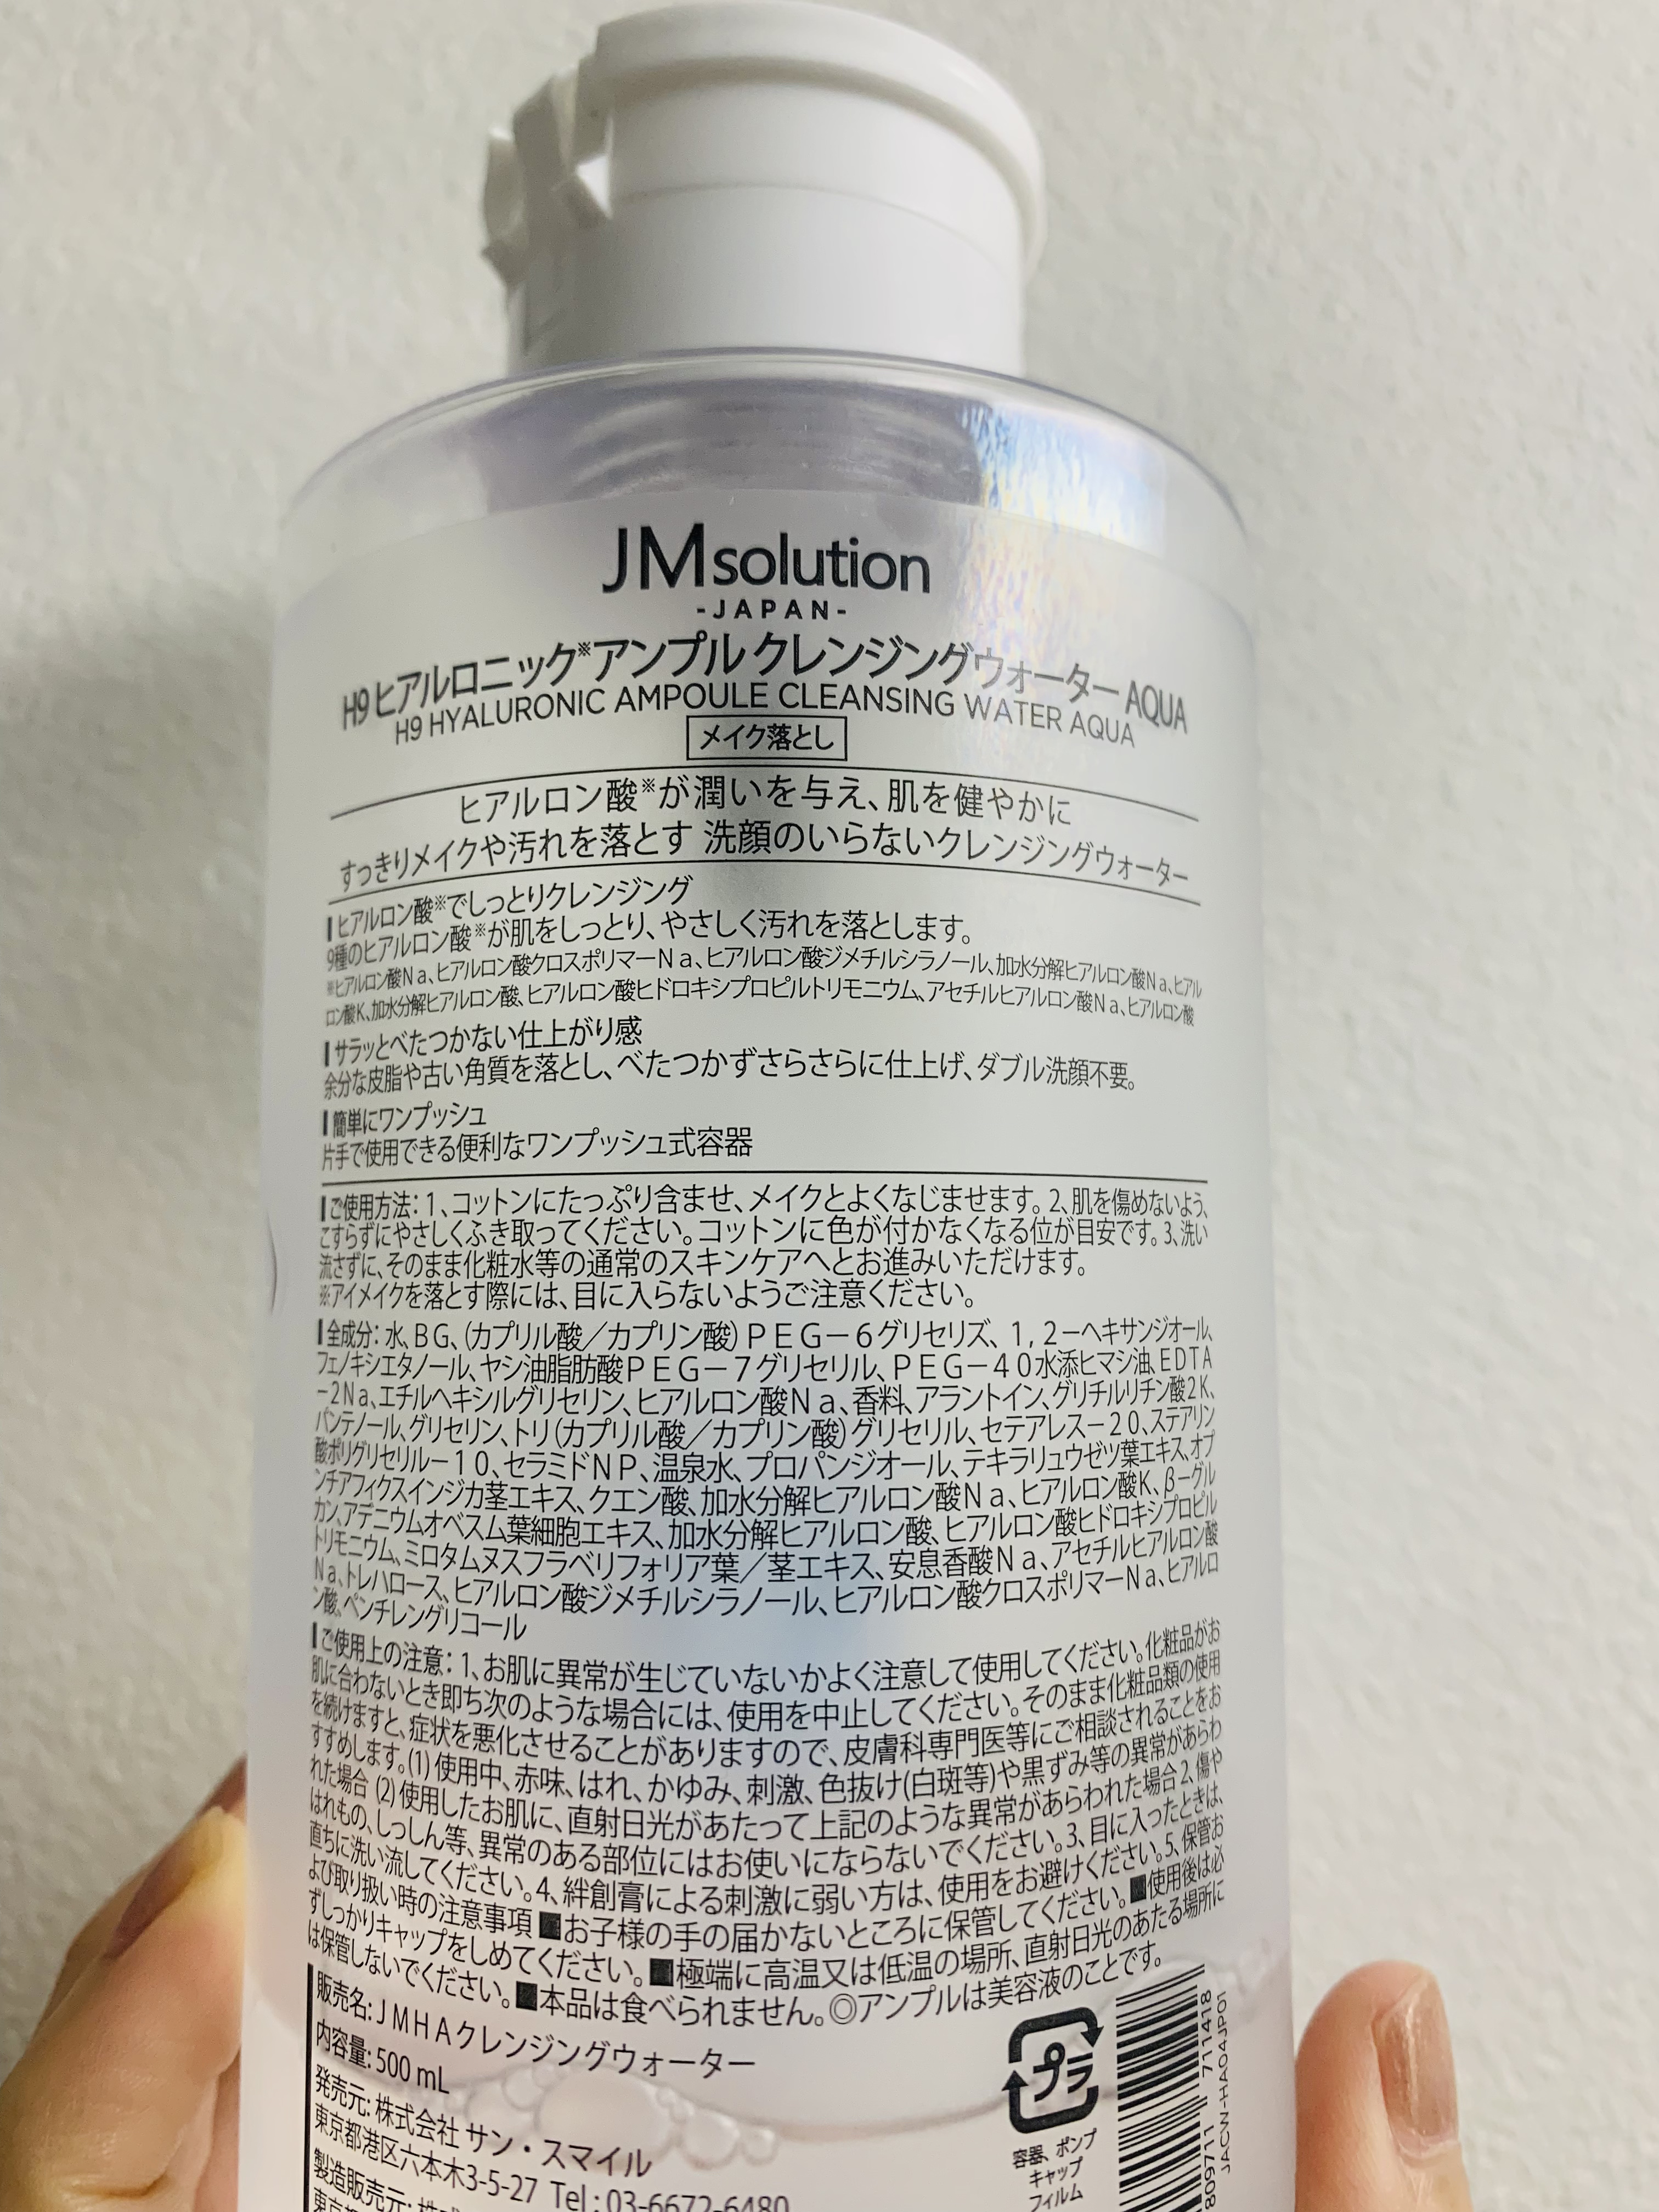 JMsolution
-JAPAN-
H9 ヒアルロニック※アンプル クレンジングウォーター AQUA
H9 HYALURONIC AMPOULE CLEANSING WATER AQUA
メイク落とし
ヒアルロン酸※が潤いを与え、肌を健やかに
すっきりメイクや汚れを落とす 洗顔のいらないクレンジングウォーター
ヒアルロン酸※でしっとりクレンジング
9種のヒアルロン酸※が肌をしっとり、やさしく汚れを落とします。
※ヒアルロン酸Na、ヒアルロン酸クロスポリマーNa、ヒアルロン酸ジメチルシラノール、加水分解ヒアルロン酸Na、ヒアル
ロン酸K、加水分解ヒアルロン酸、ヒアルロン酸ヒドロキシプロピルトリモニウム、アセチルヒアルロン酸Na、ヒアルロン酸
サラッとべたつかない仕上がり感
余分な皮脂や古い角質を落とし、べたつかずさらさらに仕上げ、ダブル洗顔不要。
簡単にワンプッシュ
片手で使用できる便利なワンプッシュ式容器
ご使用方法：1、コットンにたっぷり含ませ、メイクとよくなじませます。2、肌を傷めないよう、
こすらずにやさしくふき取ってください。コットンに色が付かなくなる位が目安です。3、洗い
流さずに、そのまま化粧水等の通常のスキンケアへとお進みいただけます。
※アイメイクを落とす際には、目に入らないようご注意ください。
全成分：水、BG、（カプリル酸／カプリン酸）PEG－6グリセリズ、1，2－ヘキサンジオール、
フェノキシエタノール、ヤシ油脂肪酸PEG－7グリセリル、PEG－40水添ヒマシ油、EDTA
－2Na、エチルヘキシルグリセリン、ヒアルロン酸Na、香料、アラントイン、グリチルリチン酸2K、
パンテノール、グリセリン、トリ（カプリル酸／カプリン酸）グリセリル、セテアレス－20、ステアリン
酸ポリグリセリル－10、セラミドNP、温泉水、プロパンジオール、テキラリュウゼツ葉エキス、オプ
ンチアフィクスインジカ茎エキス、クエン酸、加水分解ヒアルロン酸Na、ヒアルロン酸K、β－グル
カン、アデニウムオベスム葉細胞エキス、加水分解ヒアルロン酸、ヒアルロン酸ヒドロキシプロピル
トリモニウム、ミロタムヌスフラベリフォリア葉／茎エキス、安息香酸Na、アセチルヒアルロン酸
Na、トレハロース、ヒアルロン酸ジメチルシラノール、ヒアルロン酸クロスポリマーNa、ヒアルロ
ン酸、ペンチレングリコール
ご使用上の注意：1、お肌に異常が生じていないかよく注意して使用してください。化粧品がお
肌に合わないとき即ち次のような場合には、使用を中止してください。そのまま化粧品類の使用
を続けますと、症状を悪化させることがありますので、皮膚科専門医等にご相談されることをお
すすめします。(1) 使用中、赤味、はれ、かゆみ、刺激、色抜け(白斑等)や黒ずみ等の異常があらわ
れた場合 (2) 使用したお肌に、直射日光があたって上記のような異常があらわれた場合 2、傷や
はれもの、しっしん等、異常のある部位にはお使いにならないでください。3、目に入ったときは、
直ちに洗い流してください。4、絆創膏による刺激に弱い方は、使用をお避けください。5、保管お
よび取り扱い時の注意事項 ■お子様の手の届かないところに保管してください。■使用後は必
ずしっかりキャップをしめてください。■極端に高温又は低温の場所、直射日光のあたる場所に
は保管しないでください。■本品は食べられません。◎アンプルは美容液のことです。
販売名：JMHAクレンジングウォーター
内容量：500 mL
発売元：株式会社 サン・スマイル
東京都港区六本木3-5-27 Tel：03-6672-6480
製造販売元：株式
東京都
プラ
容器、ポンプ
キャップ
フィルム
809711 711418
JACN-HA04JP01